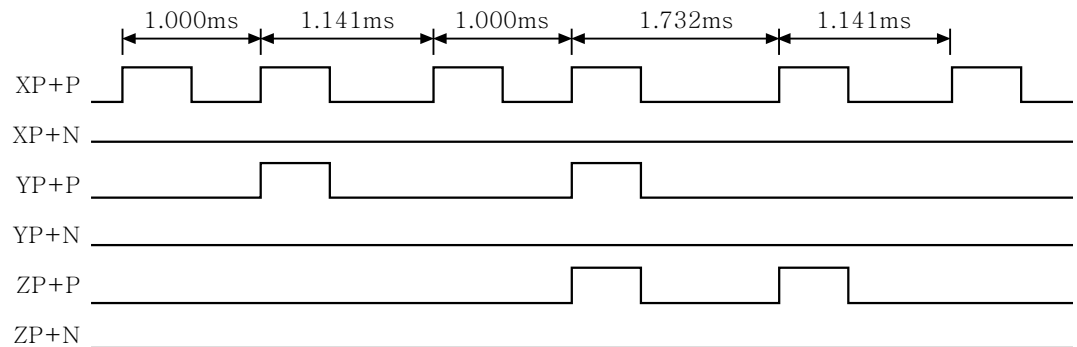 1.000ms 1.141ms 1.000ms 1.732ms 1.141ms
XP+P
XP+N
YP+P
YP+N
ZP+P
ZP+N